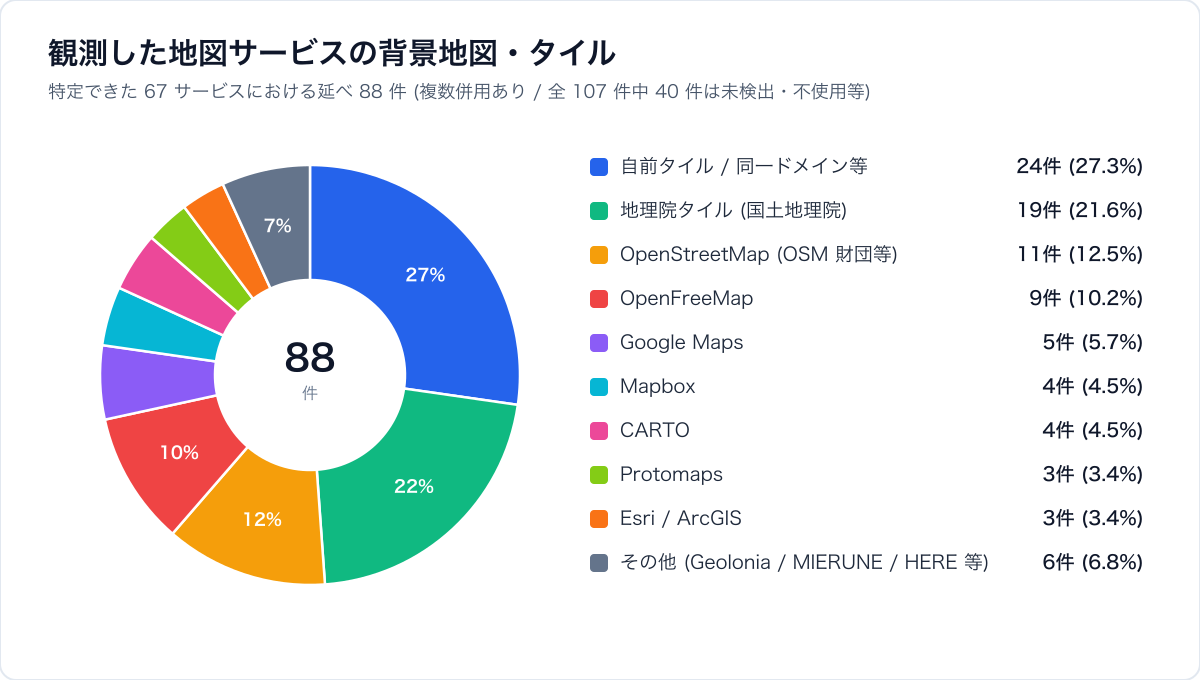 観測した地図サービスの背景地図・タイル
特定できた 67 サービスにおける延べ 88 件 (複数併用あり / 全 107 件中 40 件は未検出・不使用等)
自前タイル / 同一ドメイン等 24件 (27.3%)
地理院タイル (国土地理院) 19件 (21.6%)
OpenStreetMap (OSM 財団等) 11件 (12.5%)
OpenFreeMap 9件 (10.2%)
Google Maps 5件 (5.7%)
Mapbox 4件 (4.5%)
CARTO 4件 (4.5%)
Protomaps 3件 (3.4%)
Esri / ArcGIS 3件 (3.4%)
その他 (Geolonia / MIERUNE / HERE 等) 6件 (6.8%)
7%
27%
88
件
10%
22%
12%